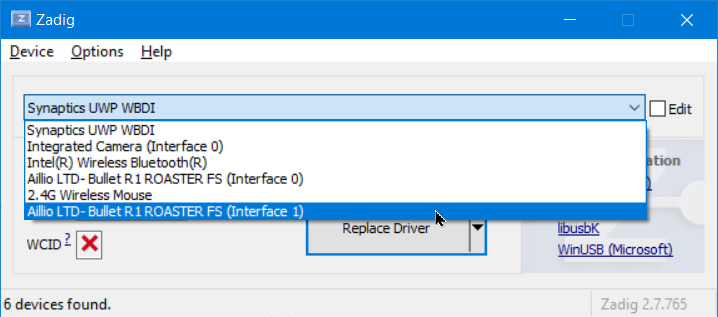 Zadig
Device Options Help
Synaptics UWP WBDI
Edit
Synaptics UWP WBDI
Integrated Camera (Interface 0)
Intel(R) Wireless Bluetooth(R)
Aillio LTD- Bullet R1 ROASTER FS (Interface 0)
2.4G Wireless Mouse
Aillio LTD- Bullet R1 ROASTER FS (Interface 1)
Replace Driver
WCID ?
libusbK
WinUSB (Microsoft)
6 devices found.
Zadig 2.7.765